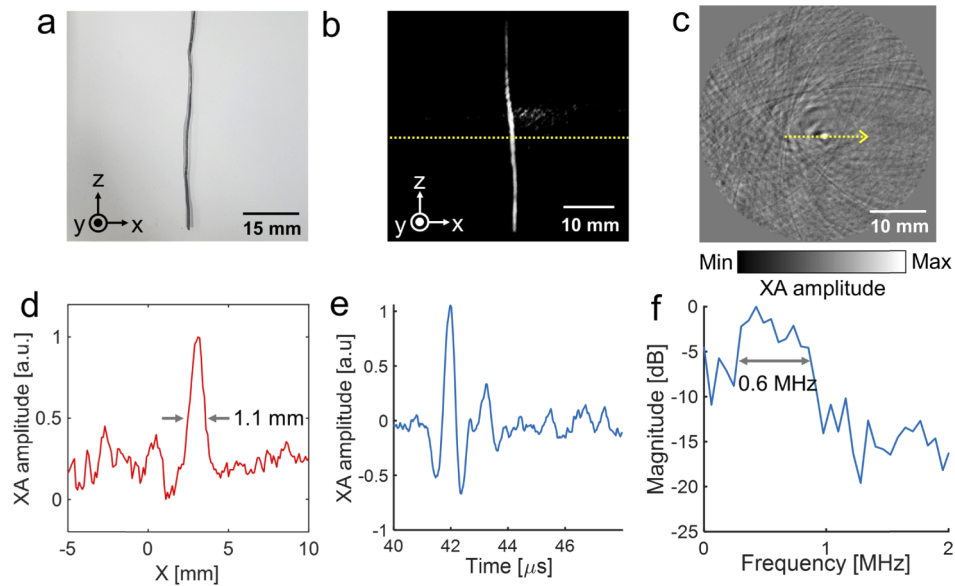 a
z
y
x
15 mm
b
z
y
x
10 mm
c
10 mm
Min
Max
XA amplitude
d
XA amplitude [a.u.]
1
0.5
0
1.1 mm
-5
0
5
10
X [mm]
e
XA amplitude [a.u]
1
0.5
0
-0.5
-1
40
42
44
46
Time [μs]
f
Magnitude [dB]
0
-5
-10
-15
-20
-25
0.6 MHz
0
1
2
Frequency [MHz]